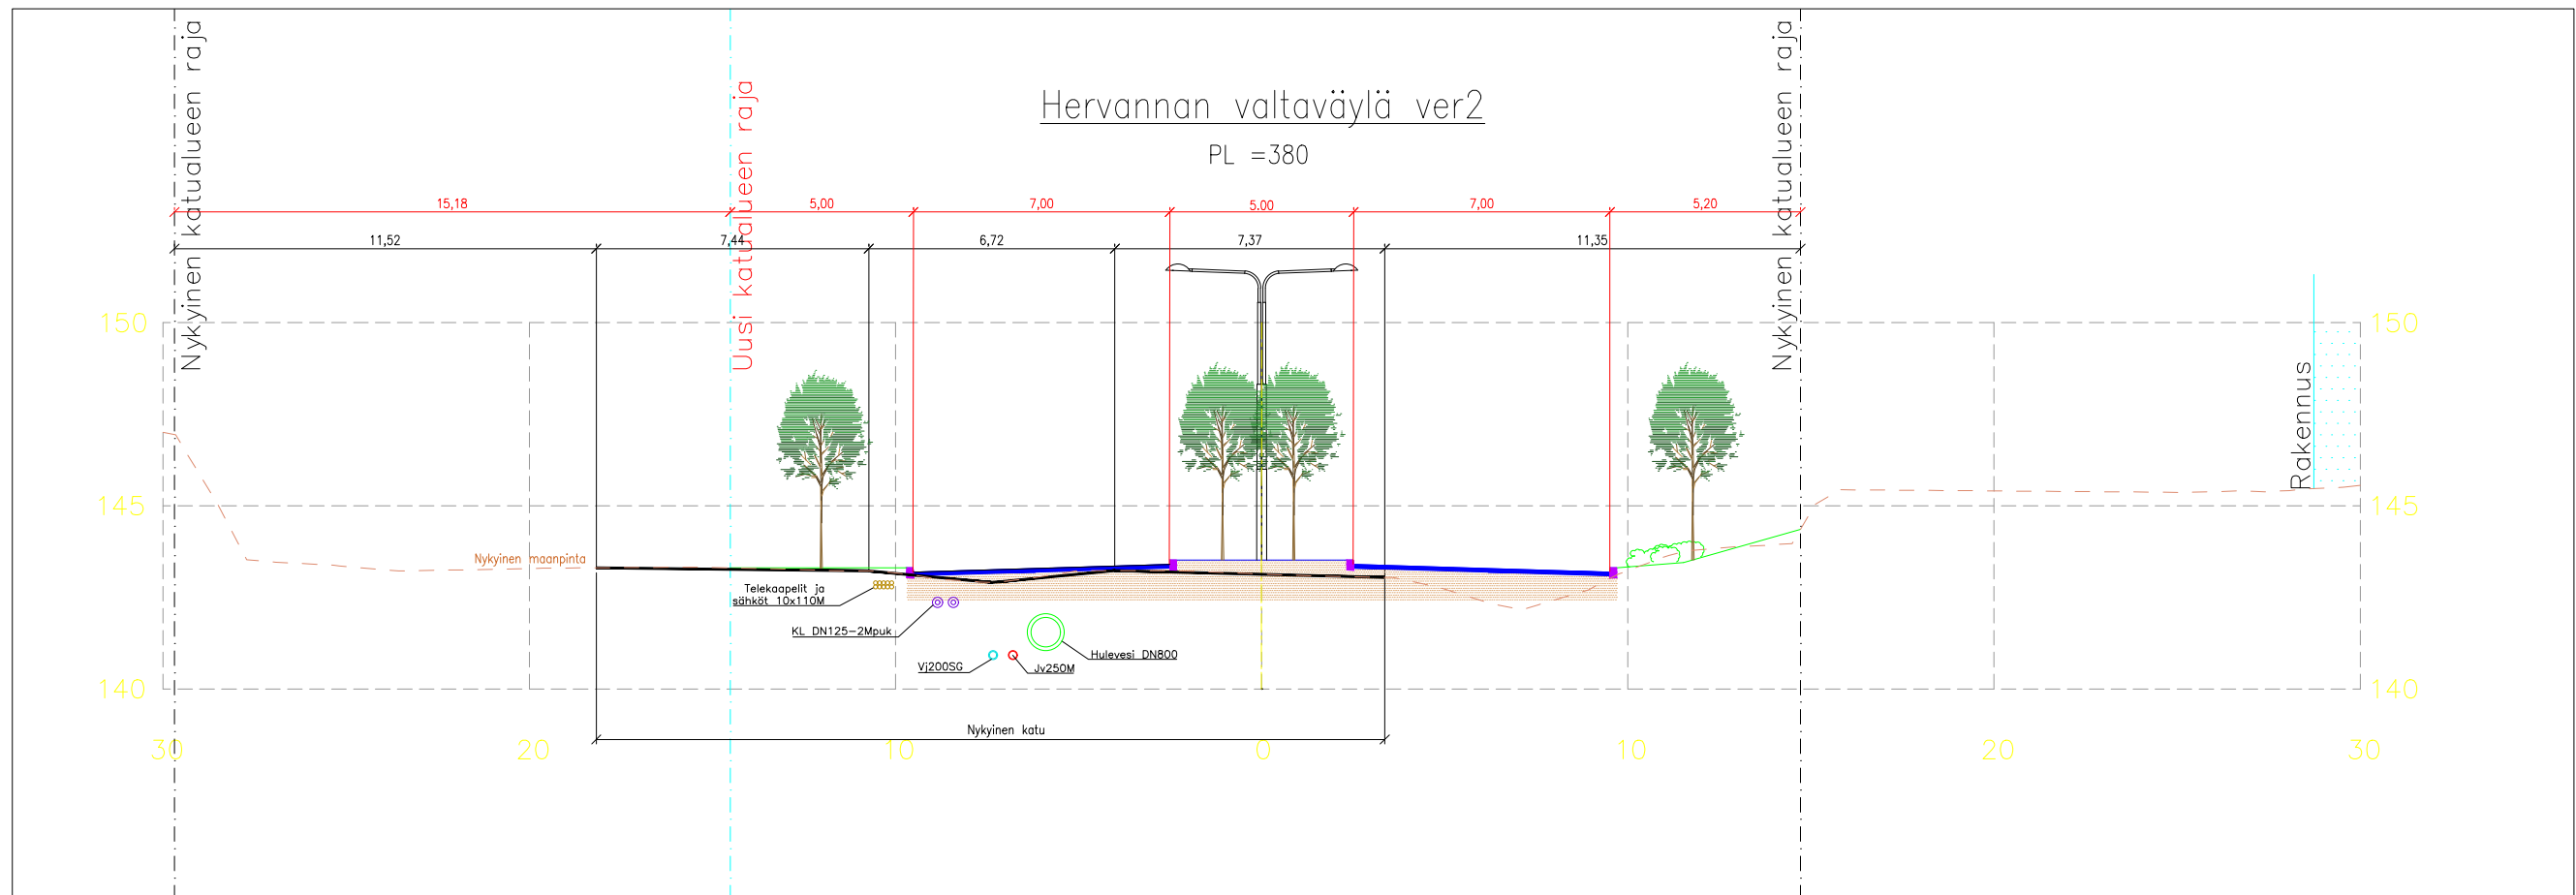 Nykyinen katualueen raja
Uusi katualueen raja
Hervannan valtaväylä ver2
PL =380
Nykyinen katualueen raja
15,18 5,00 7,00 5.00 7,00 5,20
11,52 7,44 6,72 7,37 11,35
150 150
Rakennus
145 145
Nykyinen maanpinta
Telekaapelit ja
sähköt 10x110M
KL DN125-2Mpuk
Hulevesi DN800
Vj200SG
Jv250M
140 140
Nykyinen katu
30 20 10 0 10 20 30